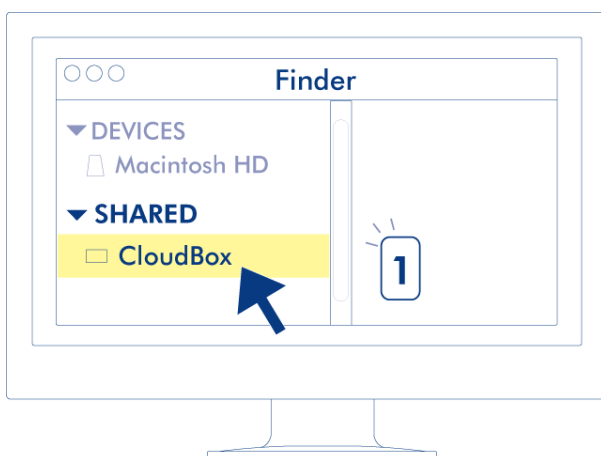 Finder
DEVICES
Macintosh HD
SHARED
CloudBox
1